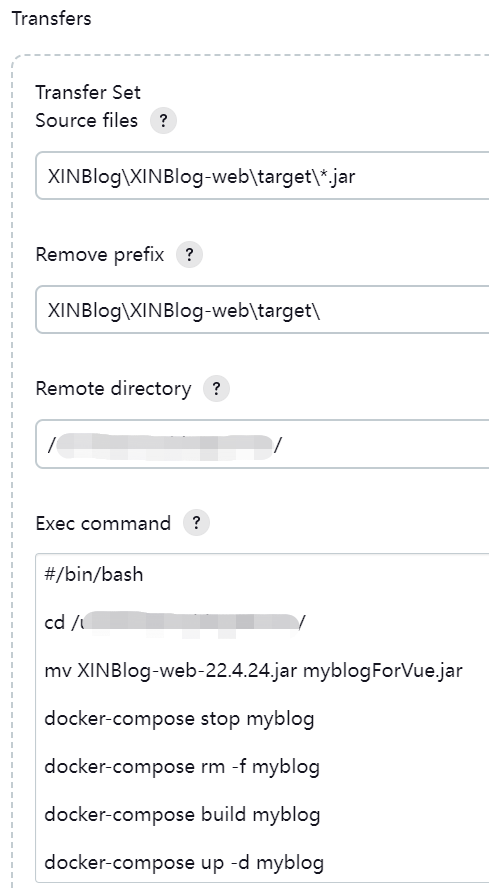 Transfers
Transfer Set
Source files ?
XINBlog\XINBlog-web\target\*.jar
Remove prefix ?
XINBlog\XINBlog-web\target\
Remote directory ?
/ /
Exec command ?
#/bin/bash
cd / /
mv XINBlog-web-22.4.24.jar myblogForVue.jar
docker-compose stop myblog
docker-compose rm -f myblog
docker-compose build myblog
docker-compose up -d myblog